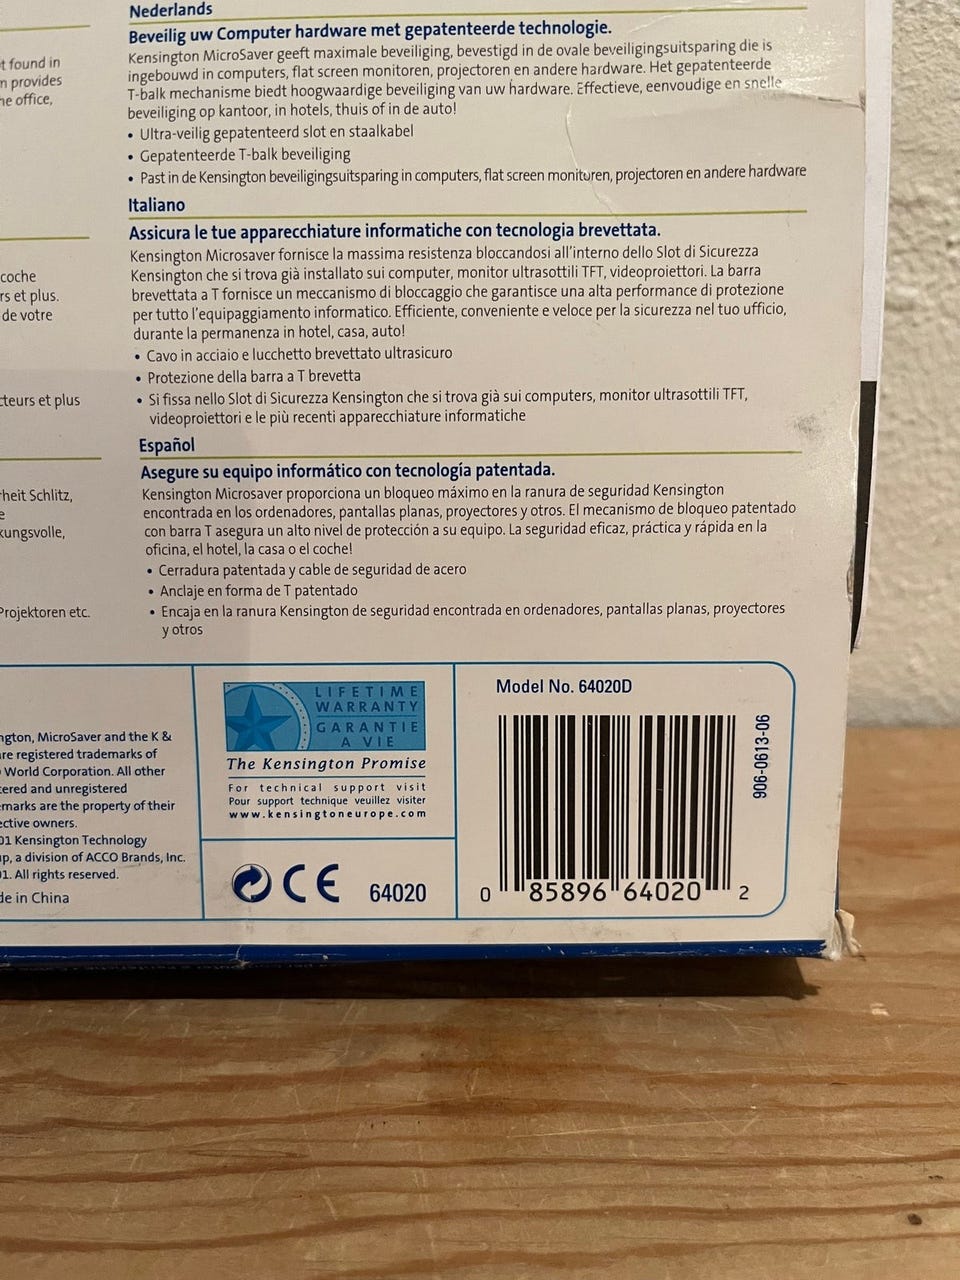 t found in
n provides
he office,
coche
rs et plus.
de votre
cteurs et plus
rheit Schlitz,
e
kungsvolle,
Projektoren etc.
Nederlands
Beveilig uw Computer hardware met gepatenteerde technologie.
Kensington MicroSaver geeft maximale beveiliging, bevestigd in de ovale beveiligingsuitsparing die is
ingebouwd in computers, flat screen monitoren, projectoren en andere hardware. Het gepatenteerde
T-balk mechanisme biedt hoogwaardige beveiliging van uw hardware. Effectieve, eenvoudige en snelle
beveiliging op kantoor, in hotels, thuis of in de auto!
• Ultra-veilig gepatenteerd slot en staalkabel
• Gepatenteerde T-balk beveiliging
• Past in de Kensington beveiligingsuitsparing in computers, flat screen monituren, projectoren en andere hardware
Italiano
Assicura le tue apparecchiature informatiche con tecnologia brevettata.
Kensington Microsaver fornisce la massima resistenza bloccandosi all'interno dello Slot di Sicurezza
Kensington che si trova già installato sui computer, monitor ultrasottili TFT, videoproiettori. La barra
brevettata a T fornisce un meccanismo di bloccaggio che garantisce una alta performance di protezione
per tutto l'equipaggiamento informatico. Efficiente, conveniente e veloce per la sicurezza nel tuo ufficio,
durante la permanenza in hotel, casa, auto!
• Cavo in acciaio e lucchetto brevettato ultrasicuro
• Protezione della barra a T brevetta
• Si fissa nello Slot di Sicurezza Kensington che si trova già sui computers, monitor ultrasottili TFT,
videoproiettori e le più recenti apparecchiature informatiche
Español
Asegure su equipo informático con tecnología patentada.
Kensington Microsaver proporciona un bloqueo máximo en la ranura de seguridad Kensington
encontrada en los ordenadores, pantallas planas, proyectores y otros. El mecanismo de bloqueo patentado
con barra T asegura un alto nivel de protección a su equipo. La seguridad eficaz, práctica y rápida en la
oficina, el hotel, la casa o el coche!
• Cerradura patentada y cable de seguridad de acero
• Anclaje en forma de T patentado
• Encaja en la ranura Kensington de seguridad encontrada en ordenadores, pantallas planas, proyectores
y otros
ngton, MicroSaver and the K &
are registered trademarks of
World Corporation. All other
tered and unregistered
emarks are the property of their
ective owners.
01 Kensington Technology
up, a division of ACCO Brands, Inc.
01. All rights reserved.
de in China
LIFETIME
WARRANTY
GARANTIE
A VIE
The Kensington Promise
For technical support visit
Pour support technique veuillez visiter
www.kensingtoneurope.com
CE 64020
Model No. 64020D
0 85896 64020 2
906-0613-06